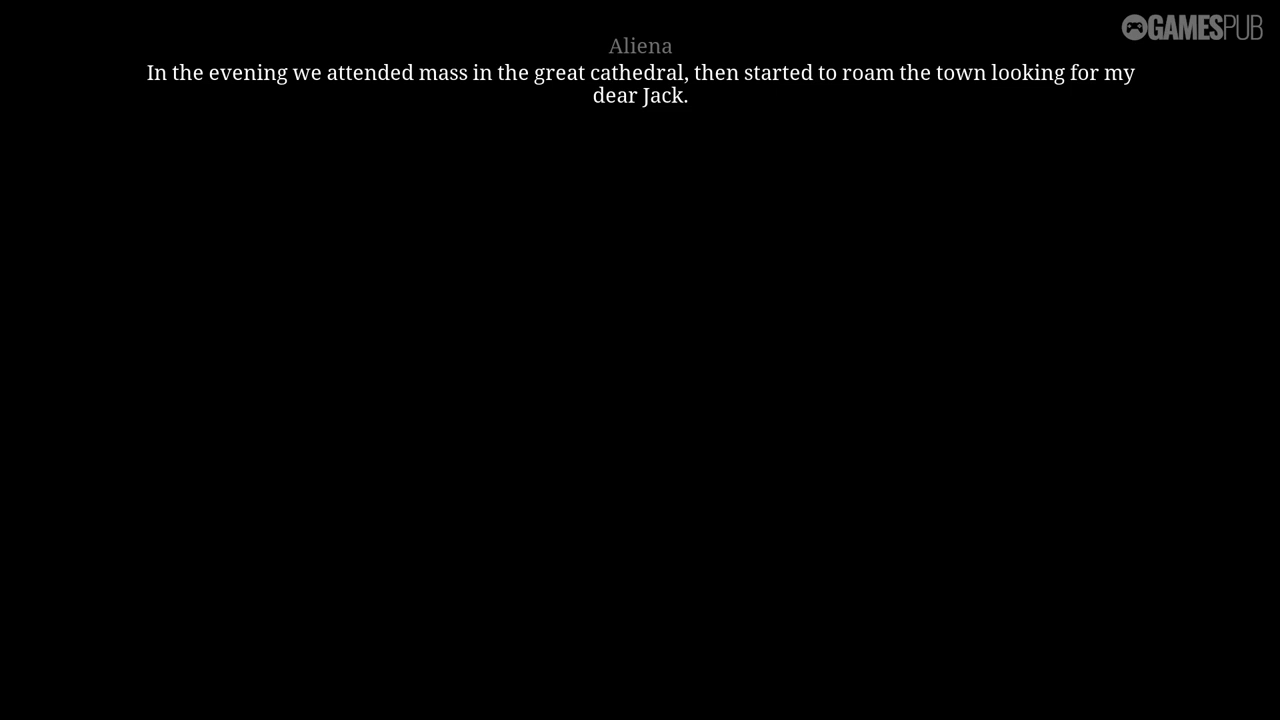 GAMESPUB
Aliena
In the evening we attended mass in the great cathedral, then started to roam the town looking for my
dear Jack.